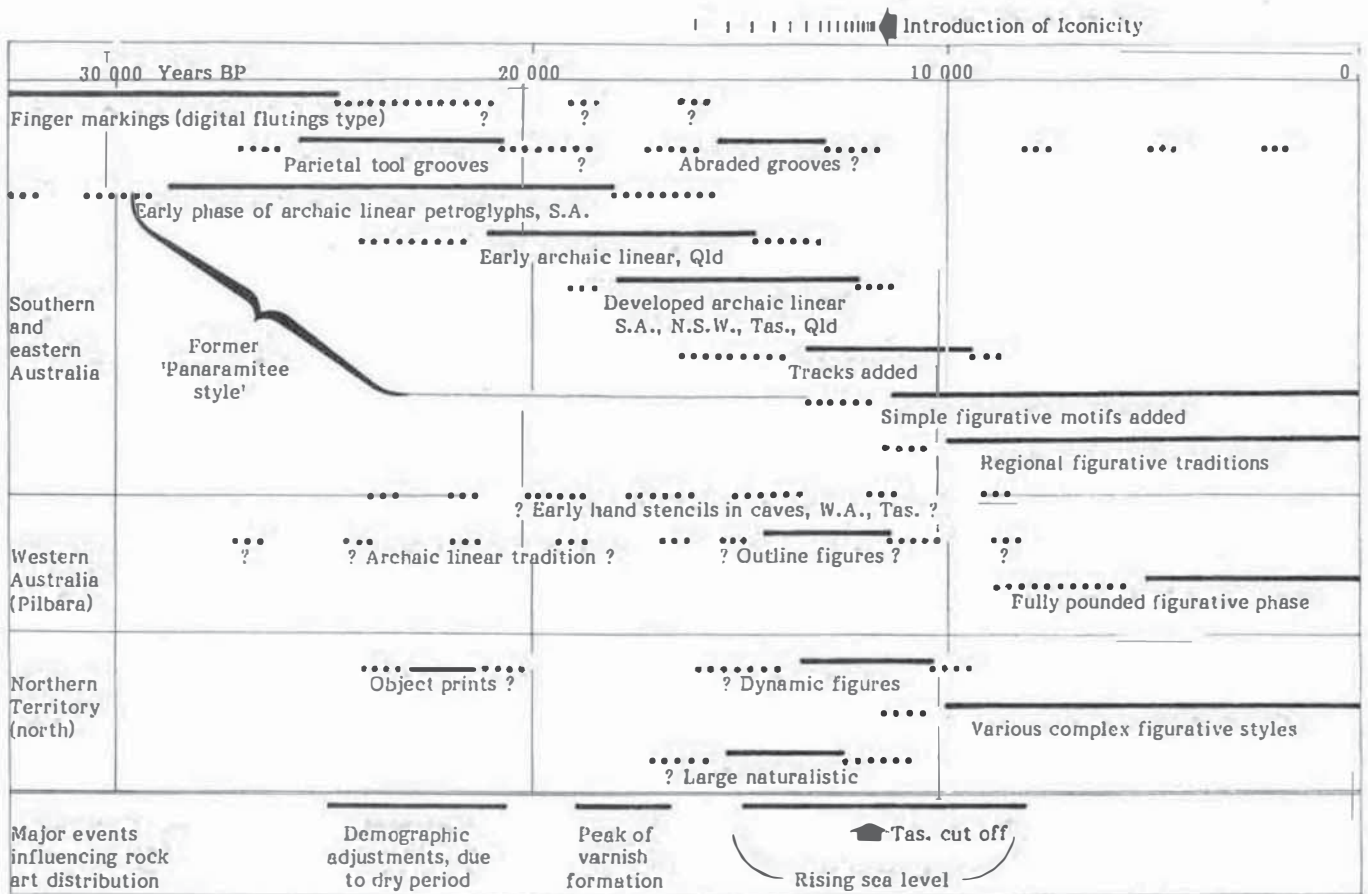 Introduction of Iconicity
30 000 Years BP 20 000 10 000 0
Finger markings (digital flutings type) ? ? ?
Parietal tool grooves ? Abraded grooves ?
Early phase of archaic linear petroglyphs, S.A.
Early archaic linear, Qld
Developed archaic linear
S.A., N.S.W., Tas., Qld
Southern
and
eastern
Australia
Former
'Panaramitee
style'
Tracks added
Simple figurative motifs added
Regional figurative traditions
? Early hand stencils in caves, W.A., Tas. ?
Western
Australia
(Pilbara)
? ? Archaic linear tradition ? ? Outline figures ? ?
Fully pounded figurative phase
Northern
Territory
(north)
Object prints ? ? Dynamic figures
Various complex figurative styles
? Large naturalistic
Major events
influencing rock
art distribution
Demographic
adjustments, due
to dry period
Peak of
varnish
formation
Tas. cut off
Rising sea level